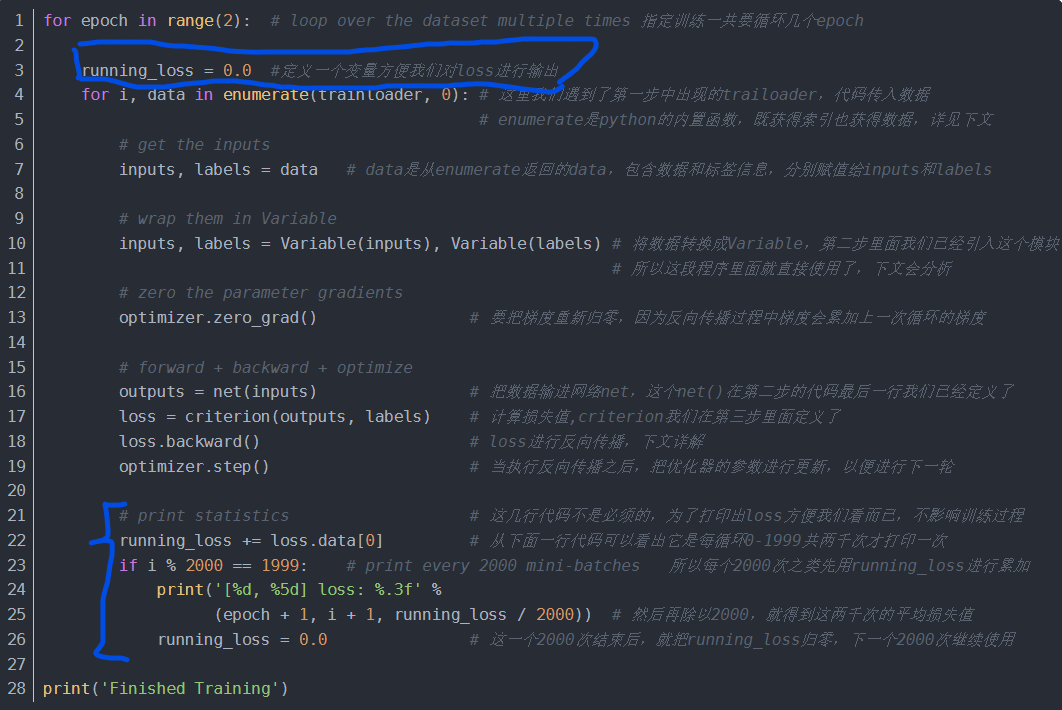 1 for epoch in range(2):  # loop over the dataset multiple times 指定训练一共要循环几个epoch
2
3     running_loss = 0.0  #定义一个变量方便我们对loss进行输出
4     for i, data in enumerate(trainloader, 0): # 这里我们遇到了第一步中出现的trailoader，代码传入数据
5                                               # enumerate是python的内置函数，既获得索引也获得数据，详见下文
6         # get the inputs
7         inputs, labels = data   # data是从enumerate返回的data，包含数据和标签信息，分别赋值给inputs和labels
8
9         # wrap them in Variable
10         inputs, labels = Variable(inputs), Variable(labels) # 将数据转换成Variable，第二步里面我们已经引入这个模块
11                                                             # 所以这段程序里面就直接使用了，下文会分析
12         # zero the parameter gradients
13         optimizer.zero_grad()                # 要把梯度重新归零，因为反向传播过程中梯度会累加上一次循环的梯度
14
15         # forward + backward + optimize
16         outputs = net(inputs)                # 把数据输进网络net，这个net()在第二步的代码最后一行我们已经定义了
17         loss = criterion(outputs, labels)    # 计算损失值,criterion我们在第三步里面定义了
18         loss.backward()                      # loss进行反向传播，下文详解
19         optimizer.step()                     # 当执行反向传播之后，把优化器的参数进行更新，以便进行下一轮
20
21         # print statistics                   # 这几行代码不是必须的，为了打印出loss方便我们看而已，不影响训练过程
22         running_loss += loss.data[0]         # 从下面一行代码可以看出它是每循环0-1999共两千次才打印一次
23         if i % 2000 == 1999:    # print every 2000 mini-batches   所以每个2000次之类先用running_loss进行累加
24             print('[%d, %5d] loss: %.3f' %
25                   (epoch + 1, i + 1, running_loss / 2000))  # 然后再除以2000，就得到这两千次的平均损失值
26             running_loss = 0.0               # 这一个2000次结束后，就把running_loss归零，下一个2000次继续使用
27
28 print('Finished Training')